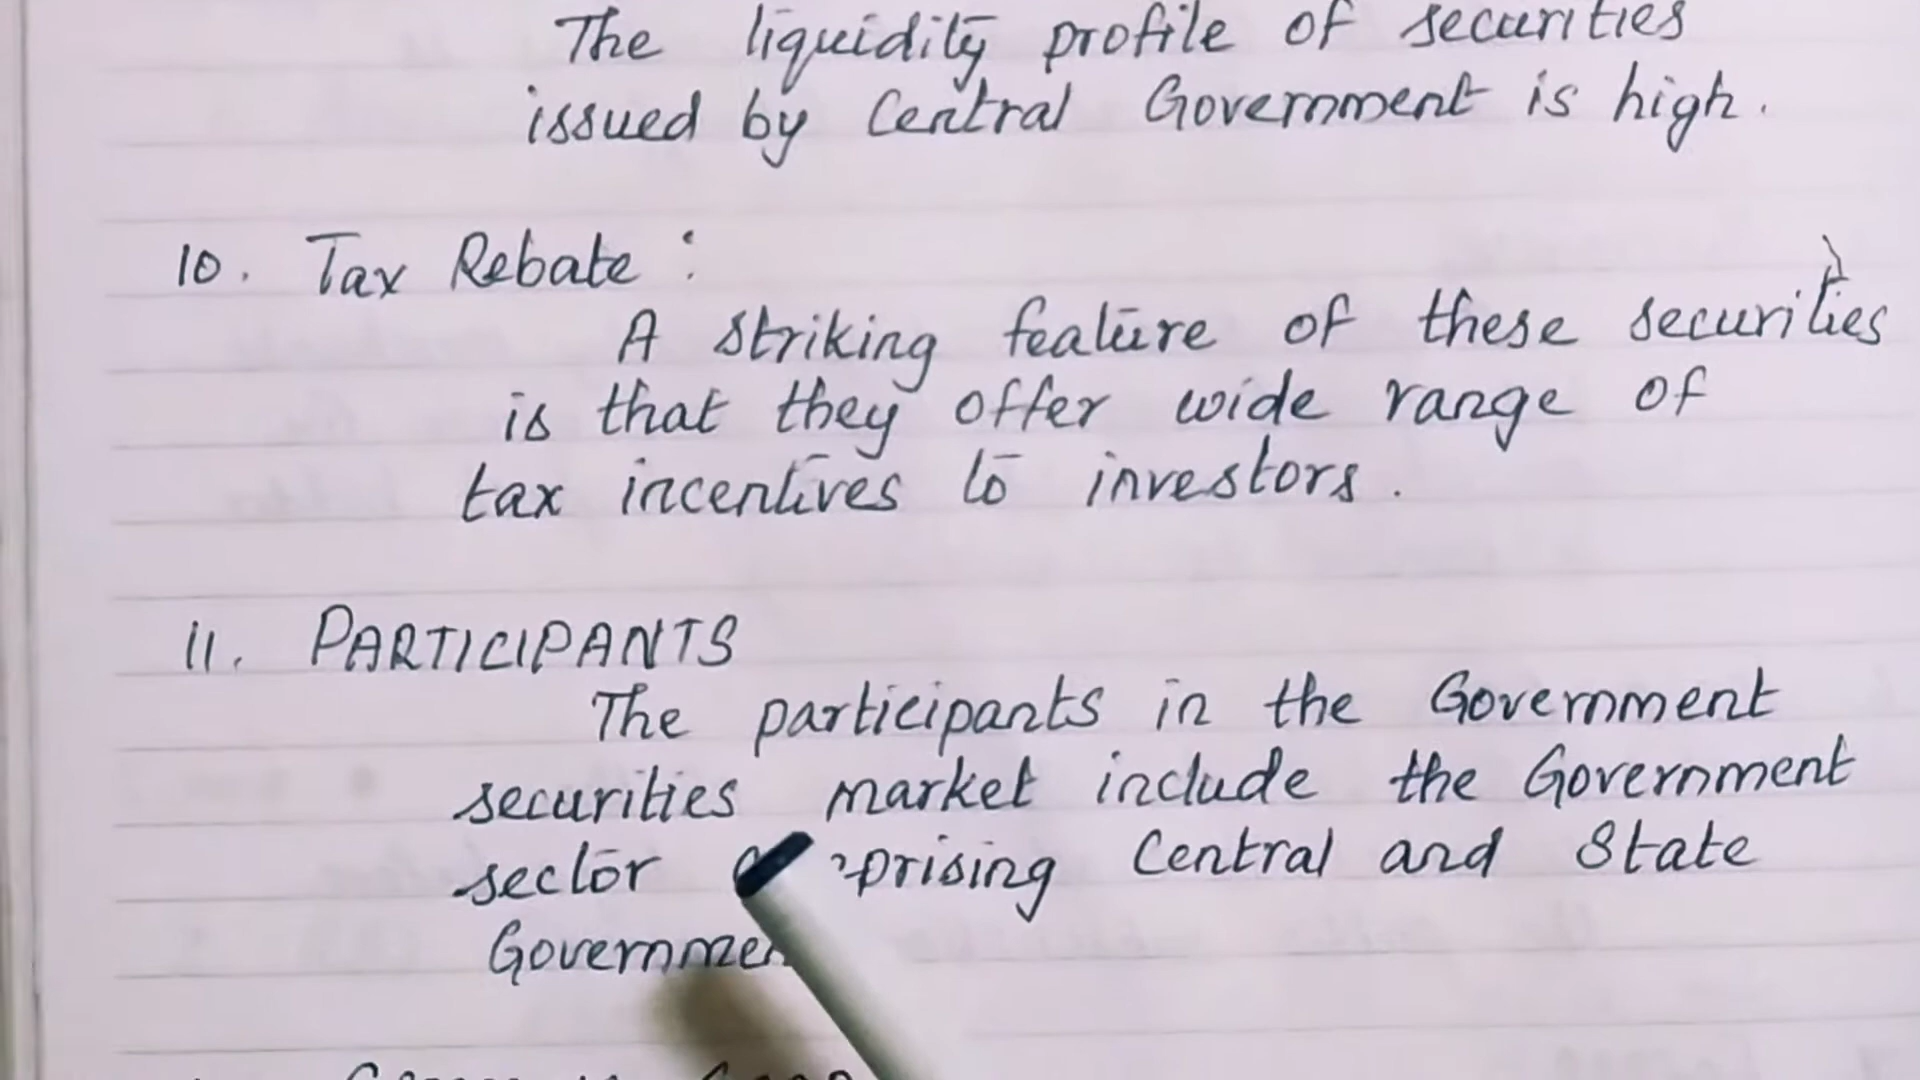 The liquidity profile of securities
issued by Central Government is high.
10. Tax Rebate :
A striking feature of these securities
is that they offer wide range of
tax incentives to investors.
11. PARTICIPANTS
The participants in the Government
securities market include the Government
sector prising Central and State
Governmen